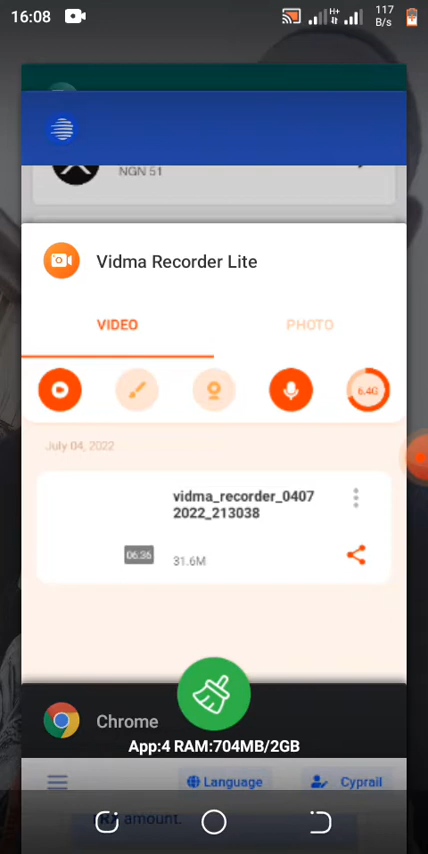 16:08
H+
117
B/s
NGN 51
Vidma Recorder Lite
VIDEO
PHOTO
6.4G
July 04, 2022
vidma_recorder_0407
2022_213038
06:36
31.6M
Chrome
App:4 RAM:704MB/2GB
Language
Cyprail
TRX amount.